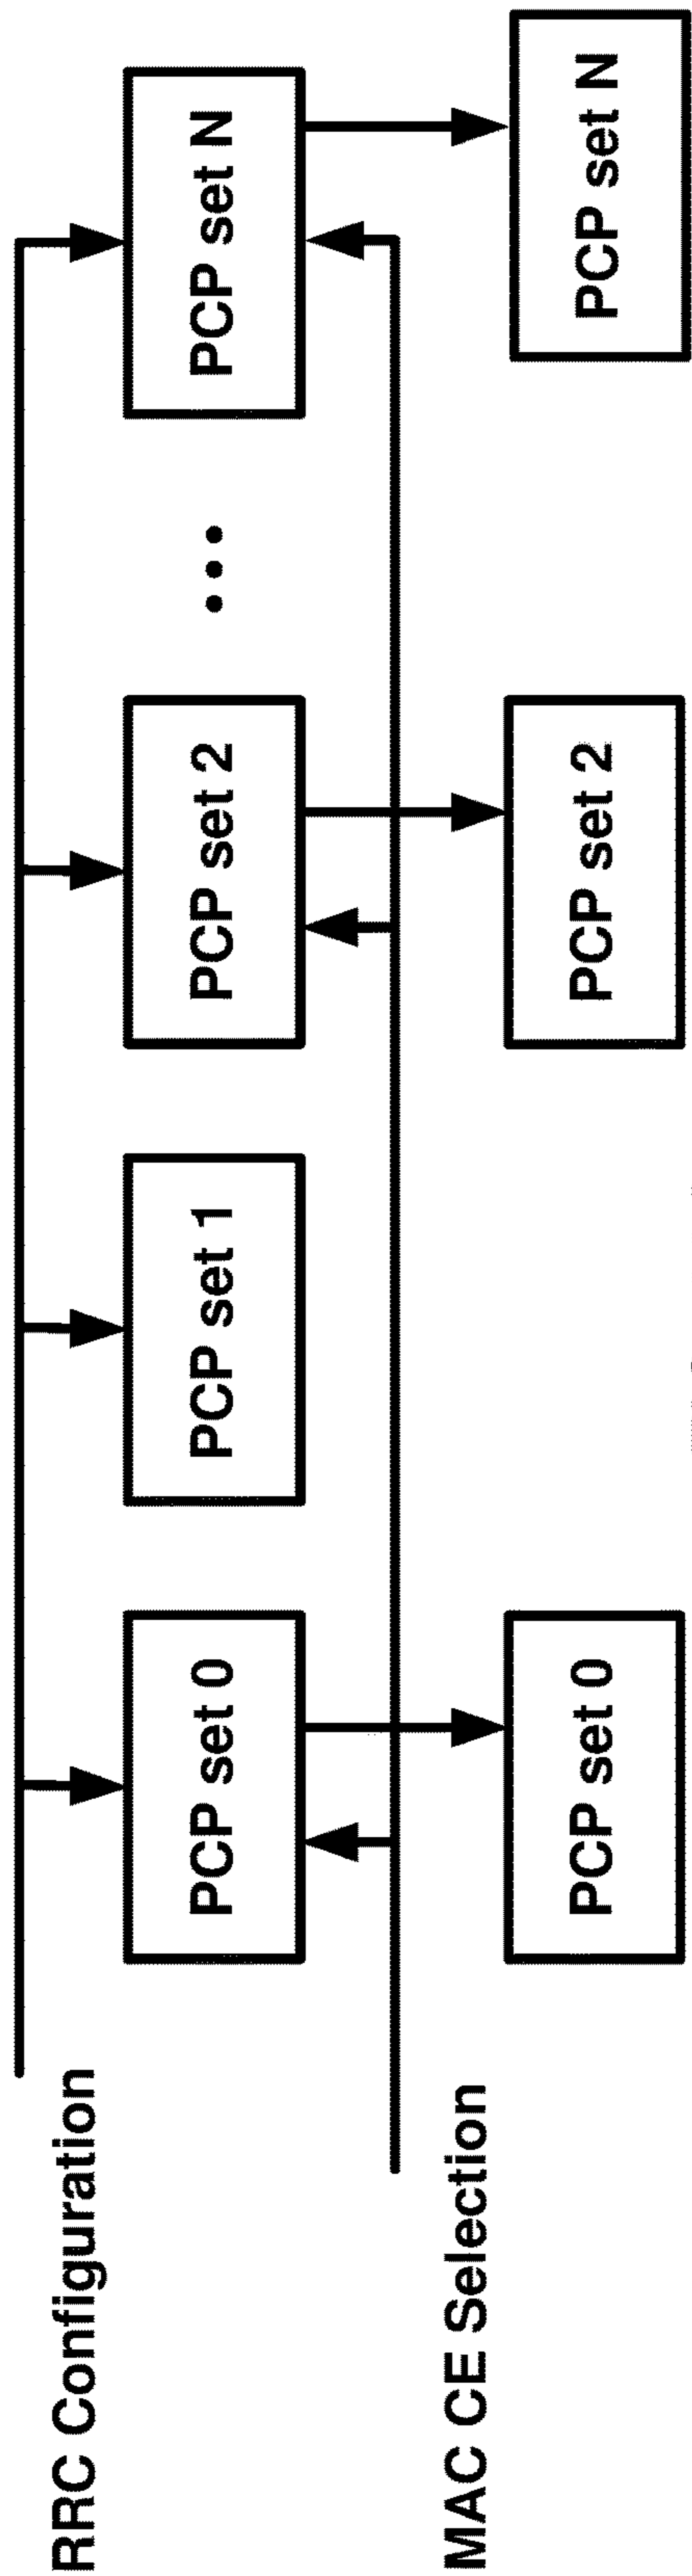 RRC Configuration
PCP set 0
PCP set 1
PCP set 2
...
PCP set N
MAC CE Selection
PCP set 0
PCP set 2
PCP set N